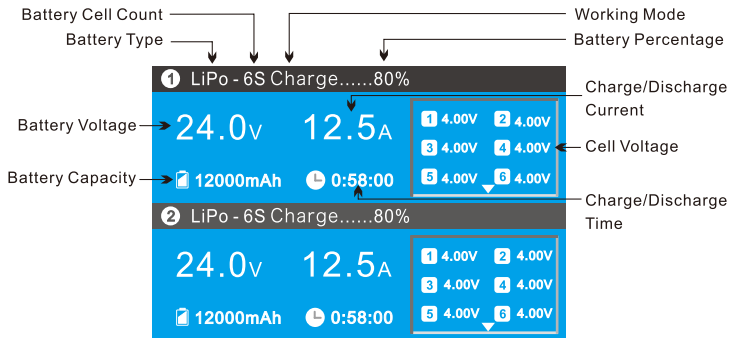 Battery Cell Count
Working Mode
Battery Type
Battery Percentage
1 LiPo - 6S Charge......80%
Charge/Discharge
Current
Battery Voltage
24.0V 12.5A
1 4.00V 2 4.00V
3 4.00V 4 4.00V
Cell Voltage
Battery Capacity
12000mAh 0:58:00
5 4.00V 6 4.00V
Charge/Discharge
Time
2 LiPo - 6S Charge......80%
24.0V 12.5A
1 4.00V 2 4.00V
3 4.00V 4 4.00V
12000mAh 0:58:00
5 4.00V 6 4.00V